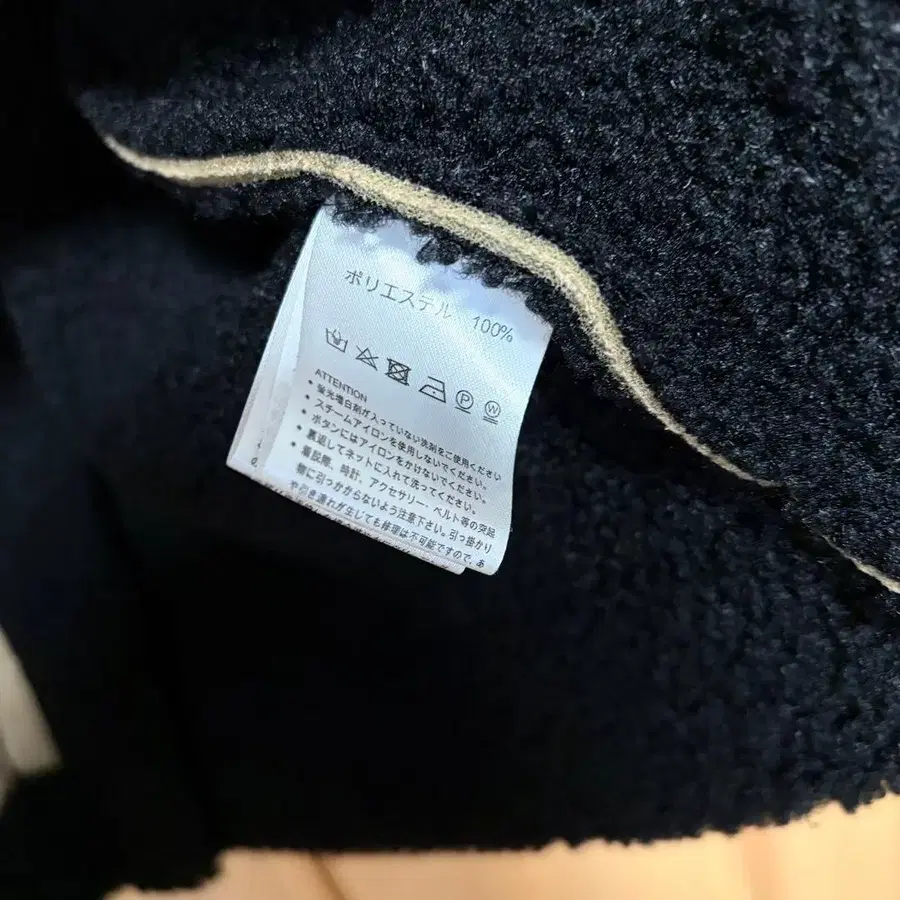 ポリエステル 100%
P W
ATTENTION
• 蛍光増白剤が入っていない洗剤をご使用ください
• スチームアイロンを使用しないでください。
• ボタンにはアイロンをかけないでください。
• 裏返してネットに入れて洗ってください。
着用際、時計、アクセサリー・ベルト等の突起
物に引っかからないよう注意下さい。引っ掛かり
や引き連れが生じても修理は不可能ですので、あ